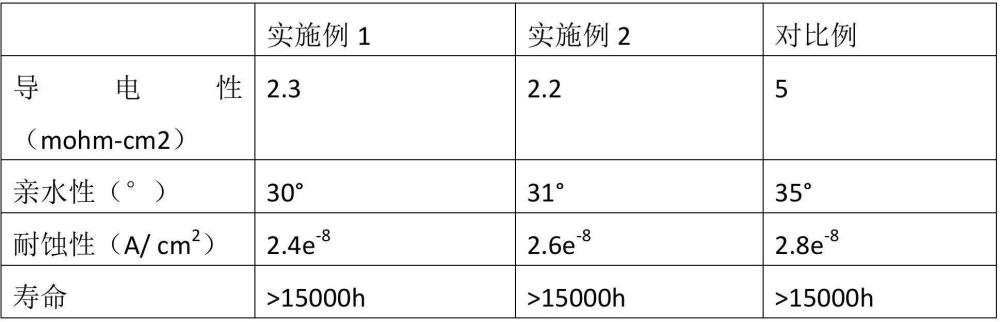 实施例 1 实施例 2 对比例
导电性 2.3 2.2 5
（mohm-cm2）
亲水性（°） 30° 31° 35°
耐蚀性（A/ cm²） 2.4e⁻⁸ 2.6e⁻⁸ 2.8e⁻⁸
寿命 >15000h >15000h >15000h